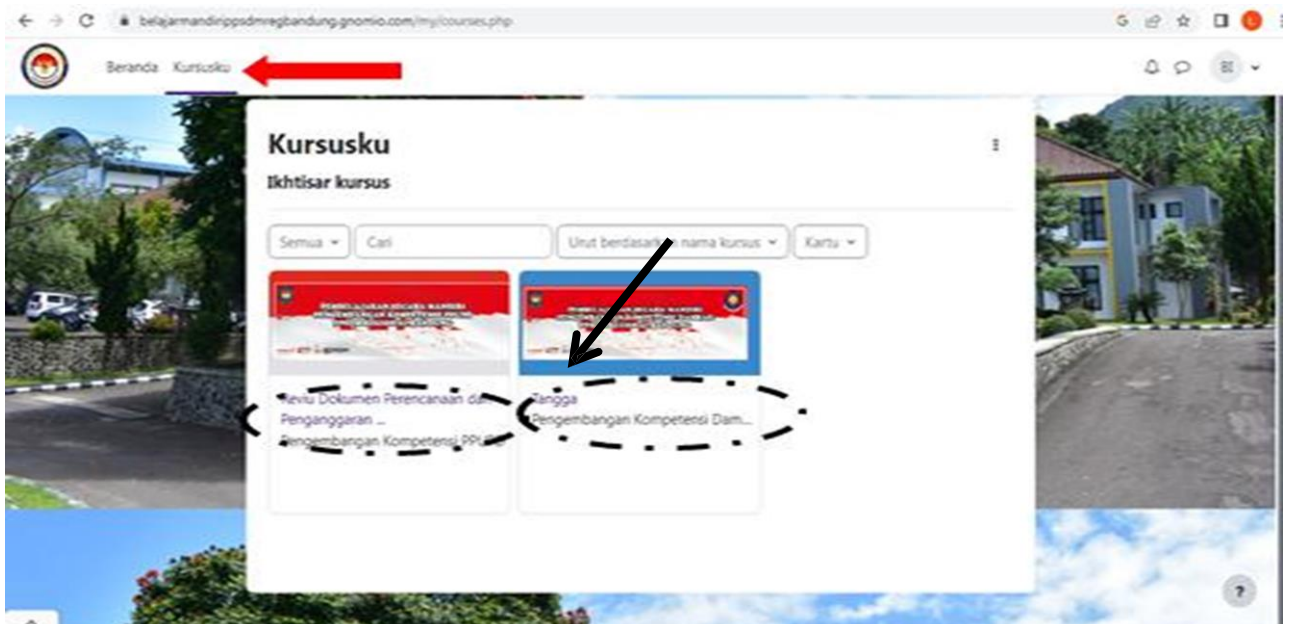 belajarmandirippsdmregbandung.gnomio.com/my/courses.php
Beranda Kursusku
Kursusku
Ikhtisar kursus
Semua
Cari
Urut berdasarkan nama kursus
Kartu
Reviu Dokumen Perencanaan dan
Penganggaran ...
Pengembangan Kompetensi
Tangga
Pengembangan Kompetensi Dam...
?